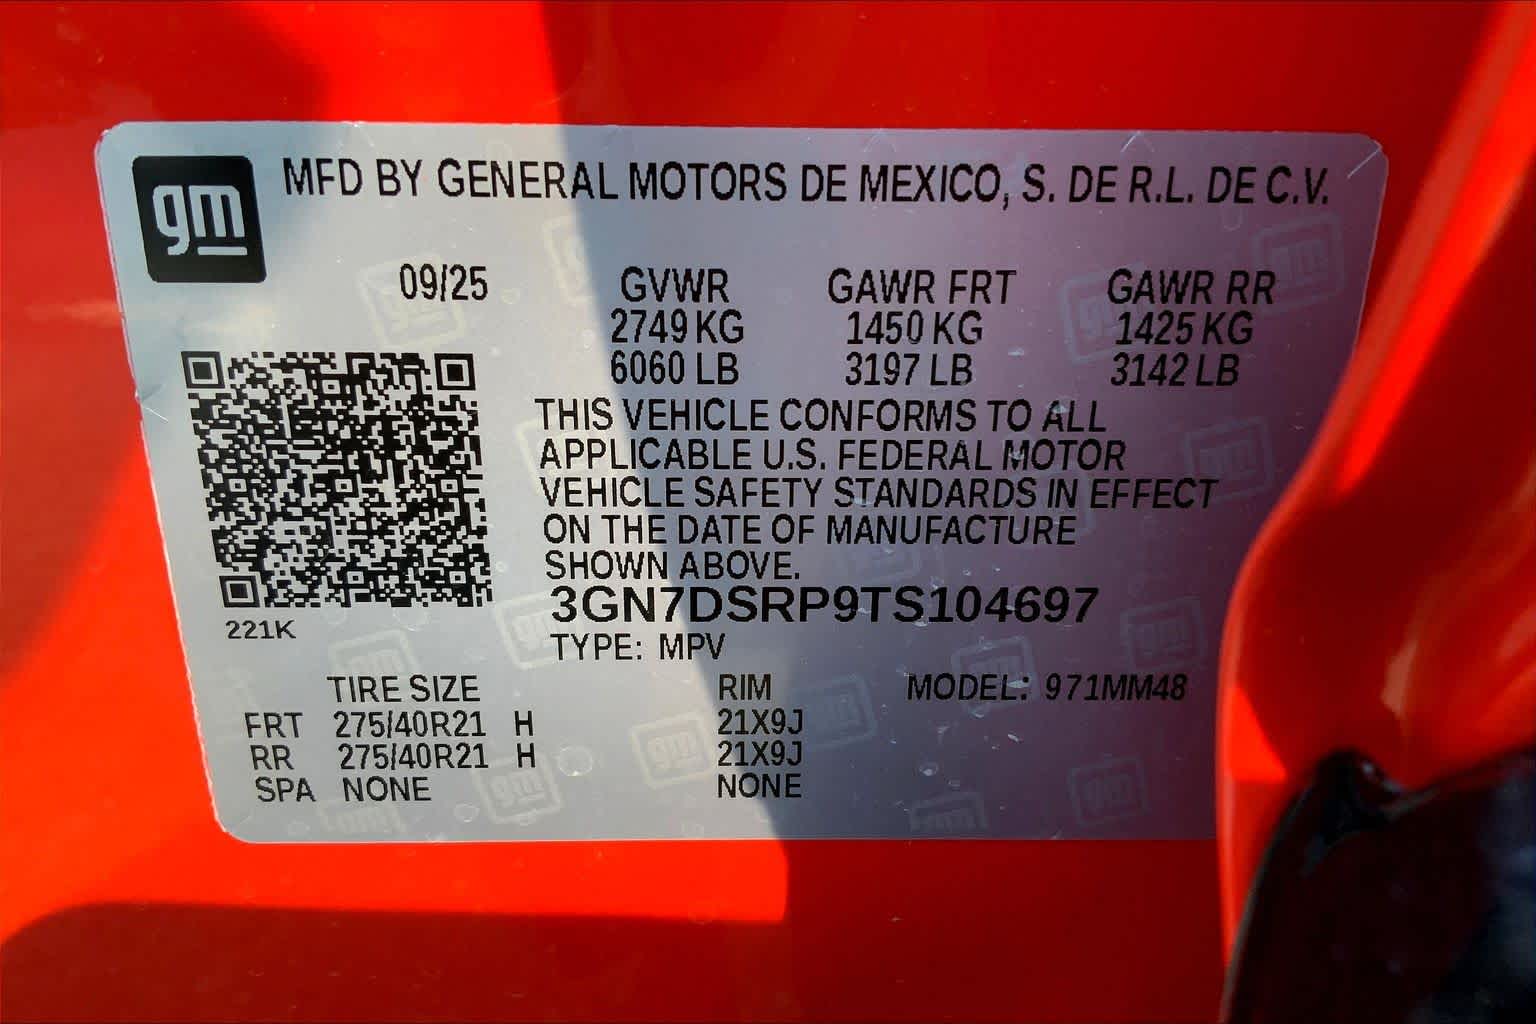 gm
MFD BY GENERAL MOTORS DE MEXICO, S. DE R.L. DE C.V.
09/25 GVWR GAWR FRT GAWR RR
2749 KG 1450 KG 1425 KG
6060 LB 3197 LB 3142 LB
THIS VEHICLE CONFORMS TO ALL
APPLICABLE U.S. FEDERAL MOTOR
VEHICLE SAFETY STANDARDS IN EFFECT
ON THE DATE OF MANUFACTURE
SHOWN ABOVE.
3GN7DSRP9TS104697
221K
TYPE: MPV
TIRE SIZE RIM MODEL: 971MM48
FRT 275/40R21 H 21X9J
RR 275/40R21 H 21X9J
SPA NONE NONE